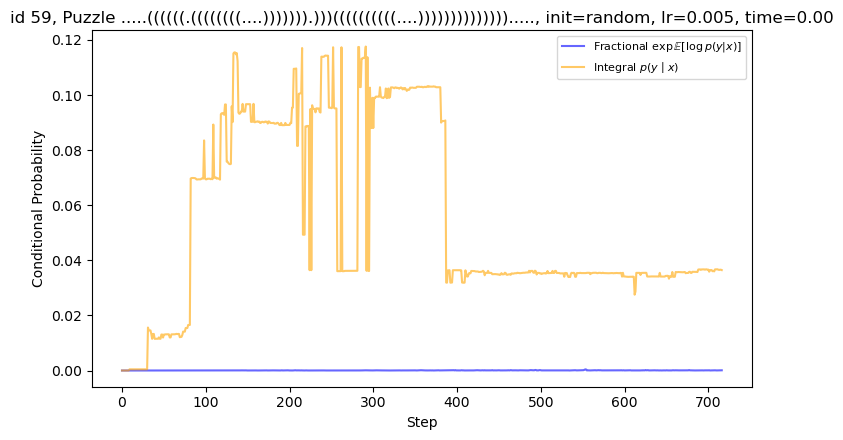 id 59, Puzzle .....((((((.((((((((....))))))).)))((((((((((....)))))))))))))))....., init=random, lr=0.005, time=0.00
Fractional exp𝔼[log p(y|x)]
Integral p(y | x)
Conditional Probability
0.12
0.10
0.08
0.06
0.04
0.02
0.00
0 100 200 300 400 500 600 700
Step